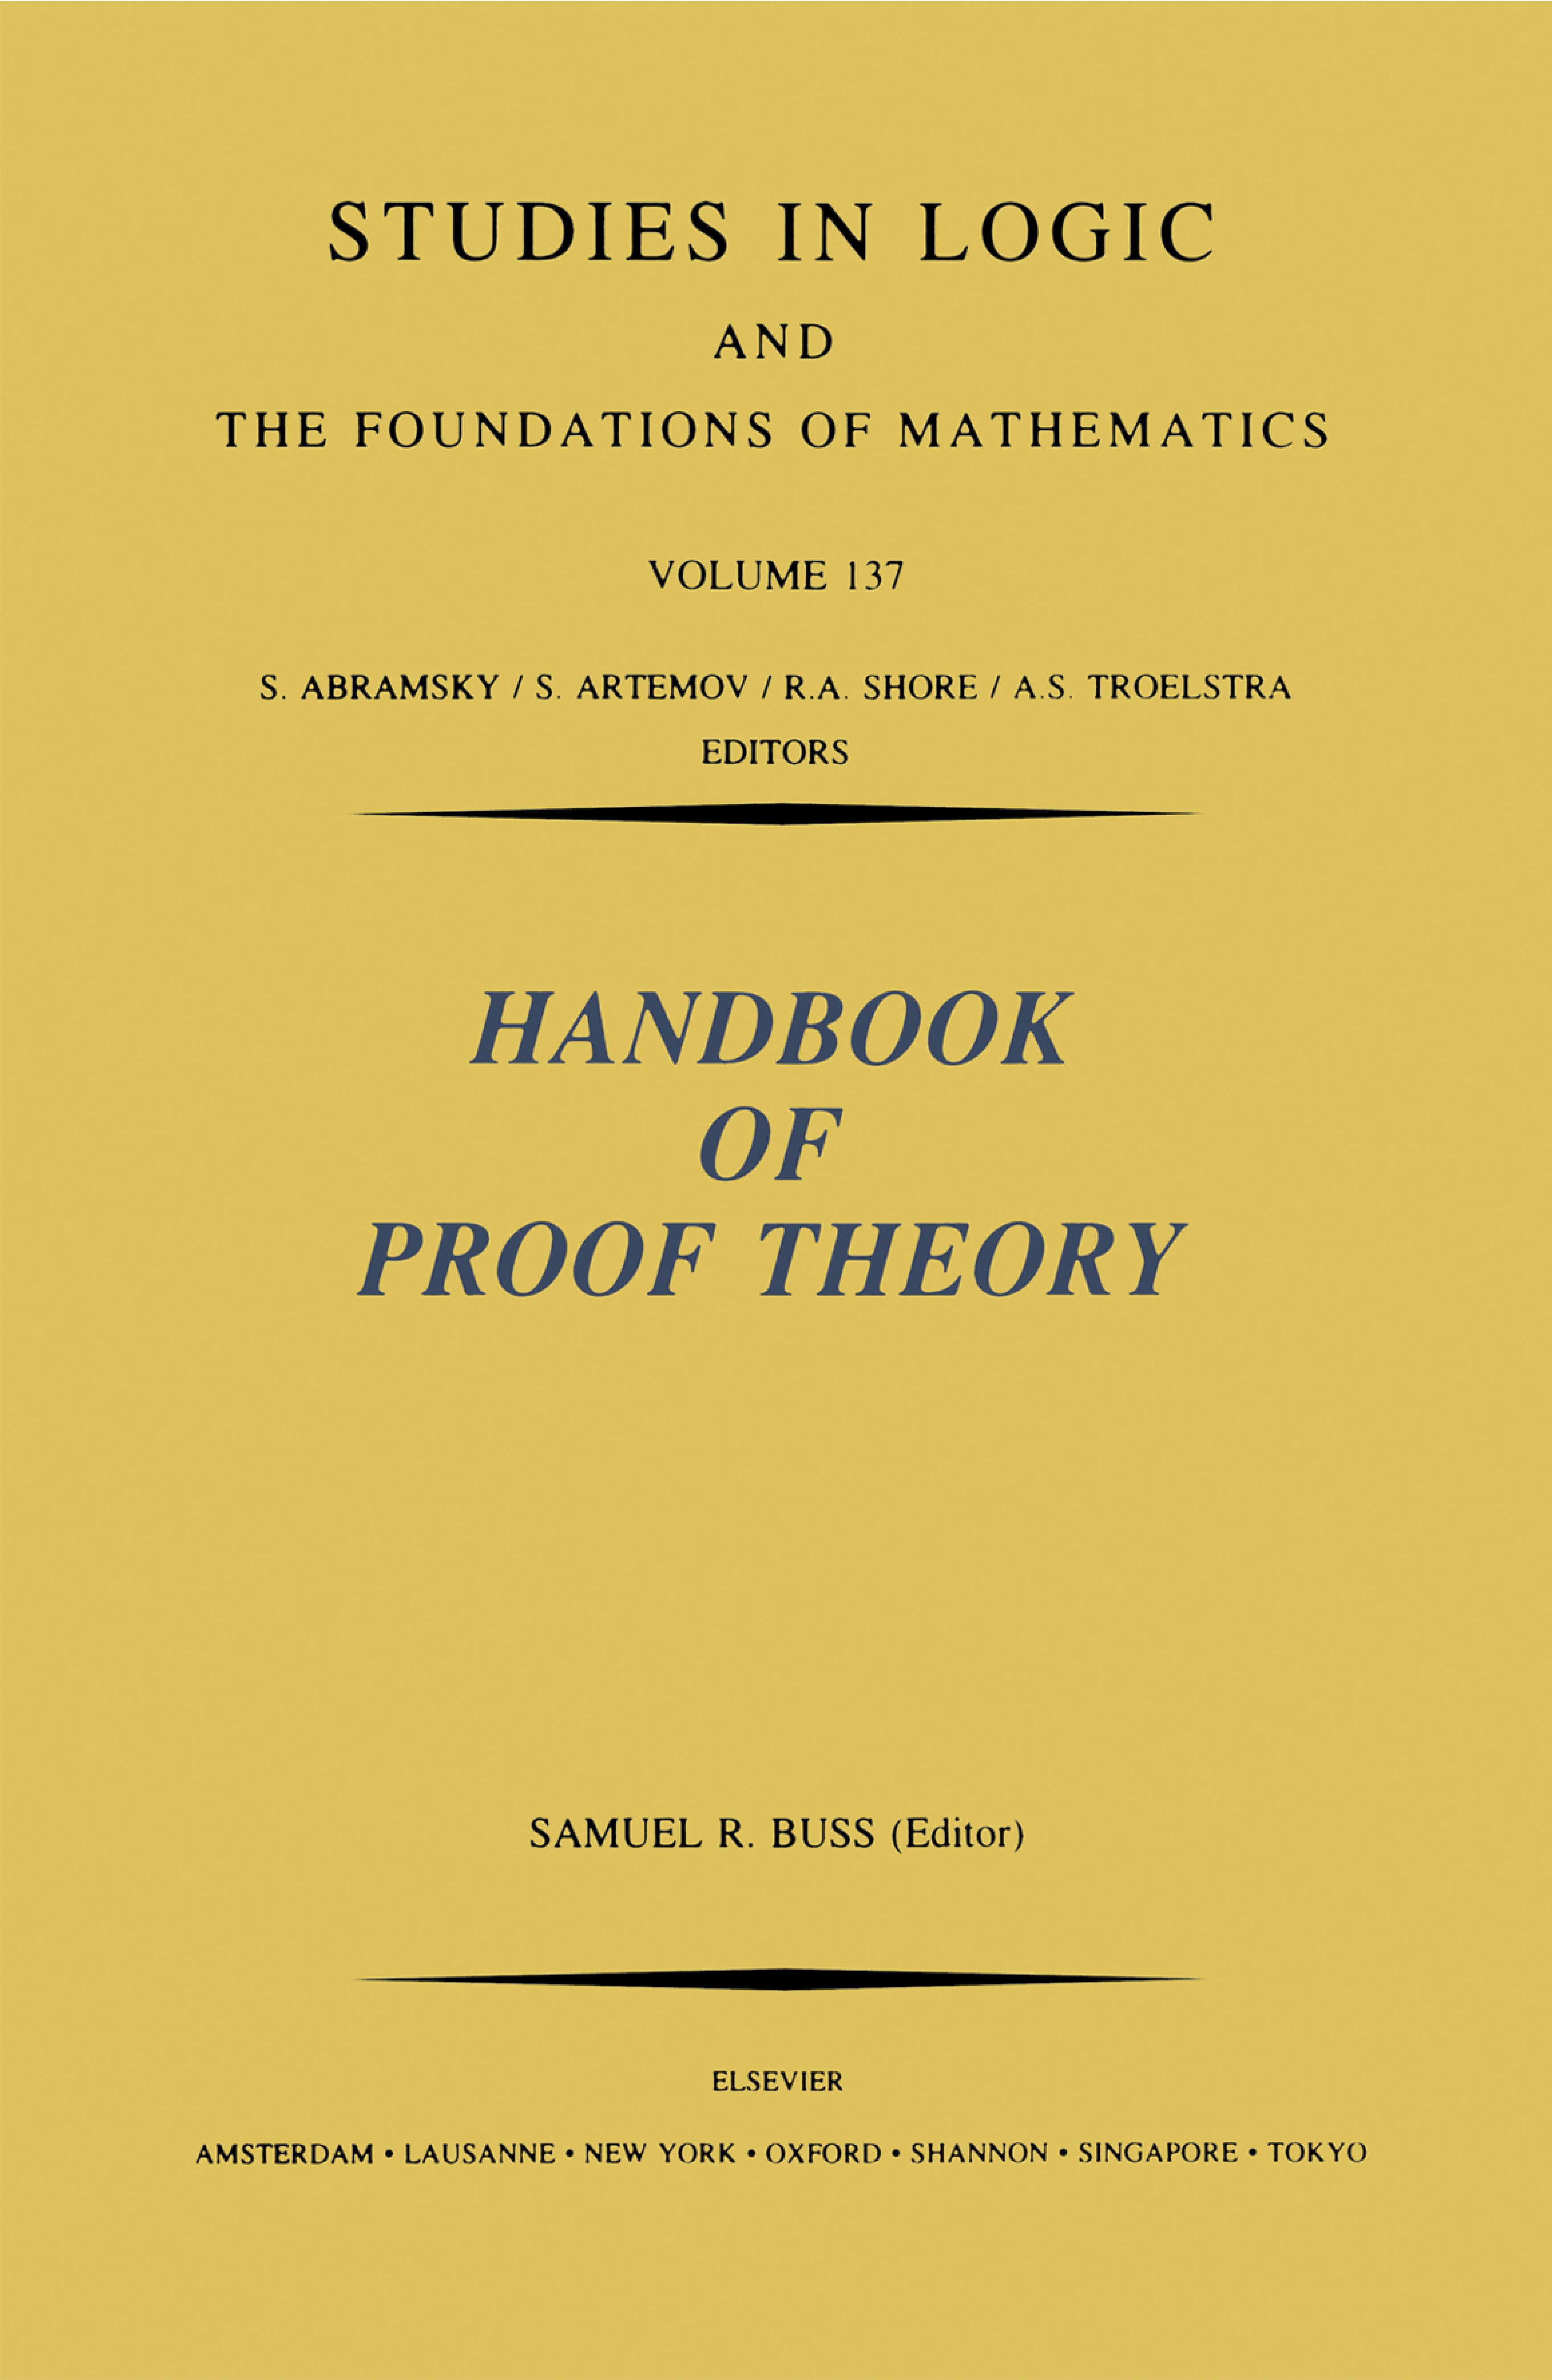 STUDIES IN LOGIC
AND
THE FOUNDATIONS OF MATHEMATICS
VOLUME 137
S. ABRAMSKY / S. ARTEMOV / R.A. SHORE / A.S. TROELSTRA
EDITORS
HANDBOOK
OF
PROOF THEORY
SAMUEL R. BUSS (Editor)
ELSEVIER
AMSTERDAM • LAUSANNE • NEW YORK • OXFORD • SHANNON • SINGAPORE • TOKYO